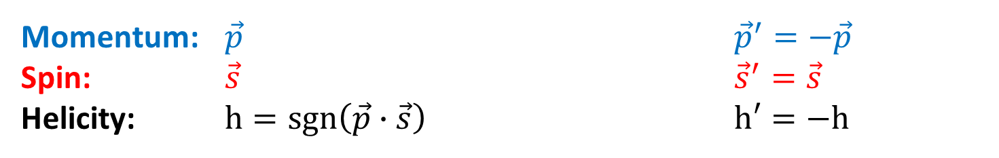 Momentum: p⃗ p⃗′ = −p⃗
Spin: s⃗ s⃗′ = s⃗
Helicity: h = sgn(p⃗ · s⃗) h′ = −h